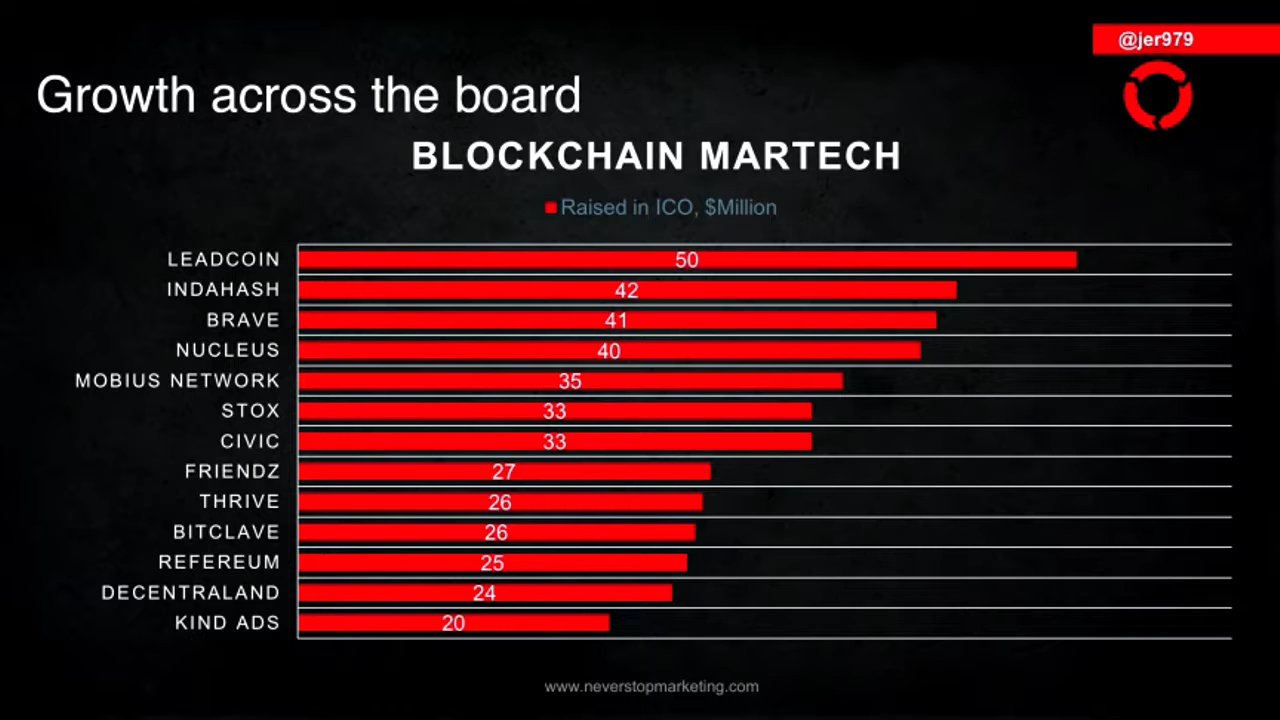 @jer979
Growth across the board
BLOCKCHAIN MARTECH
Raised in ICO, $Million
LEADCOIN 50
INDAHASH 42
BRAVE 41
NUCLEUS 40
MOBIUS NETWORK 35
STOX 33
CIVIC 33
FRIENDZ 27
THRIVE 26
BITCLAVE 26
REFEREUM 25
DECENTRALAND 24
KIND ADS 20
www.neverstopmarketing.com